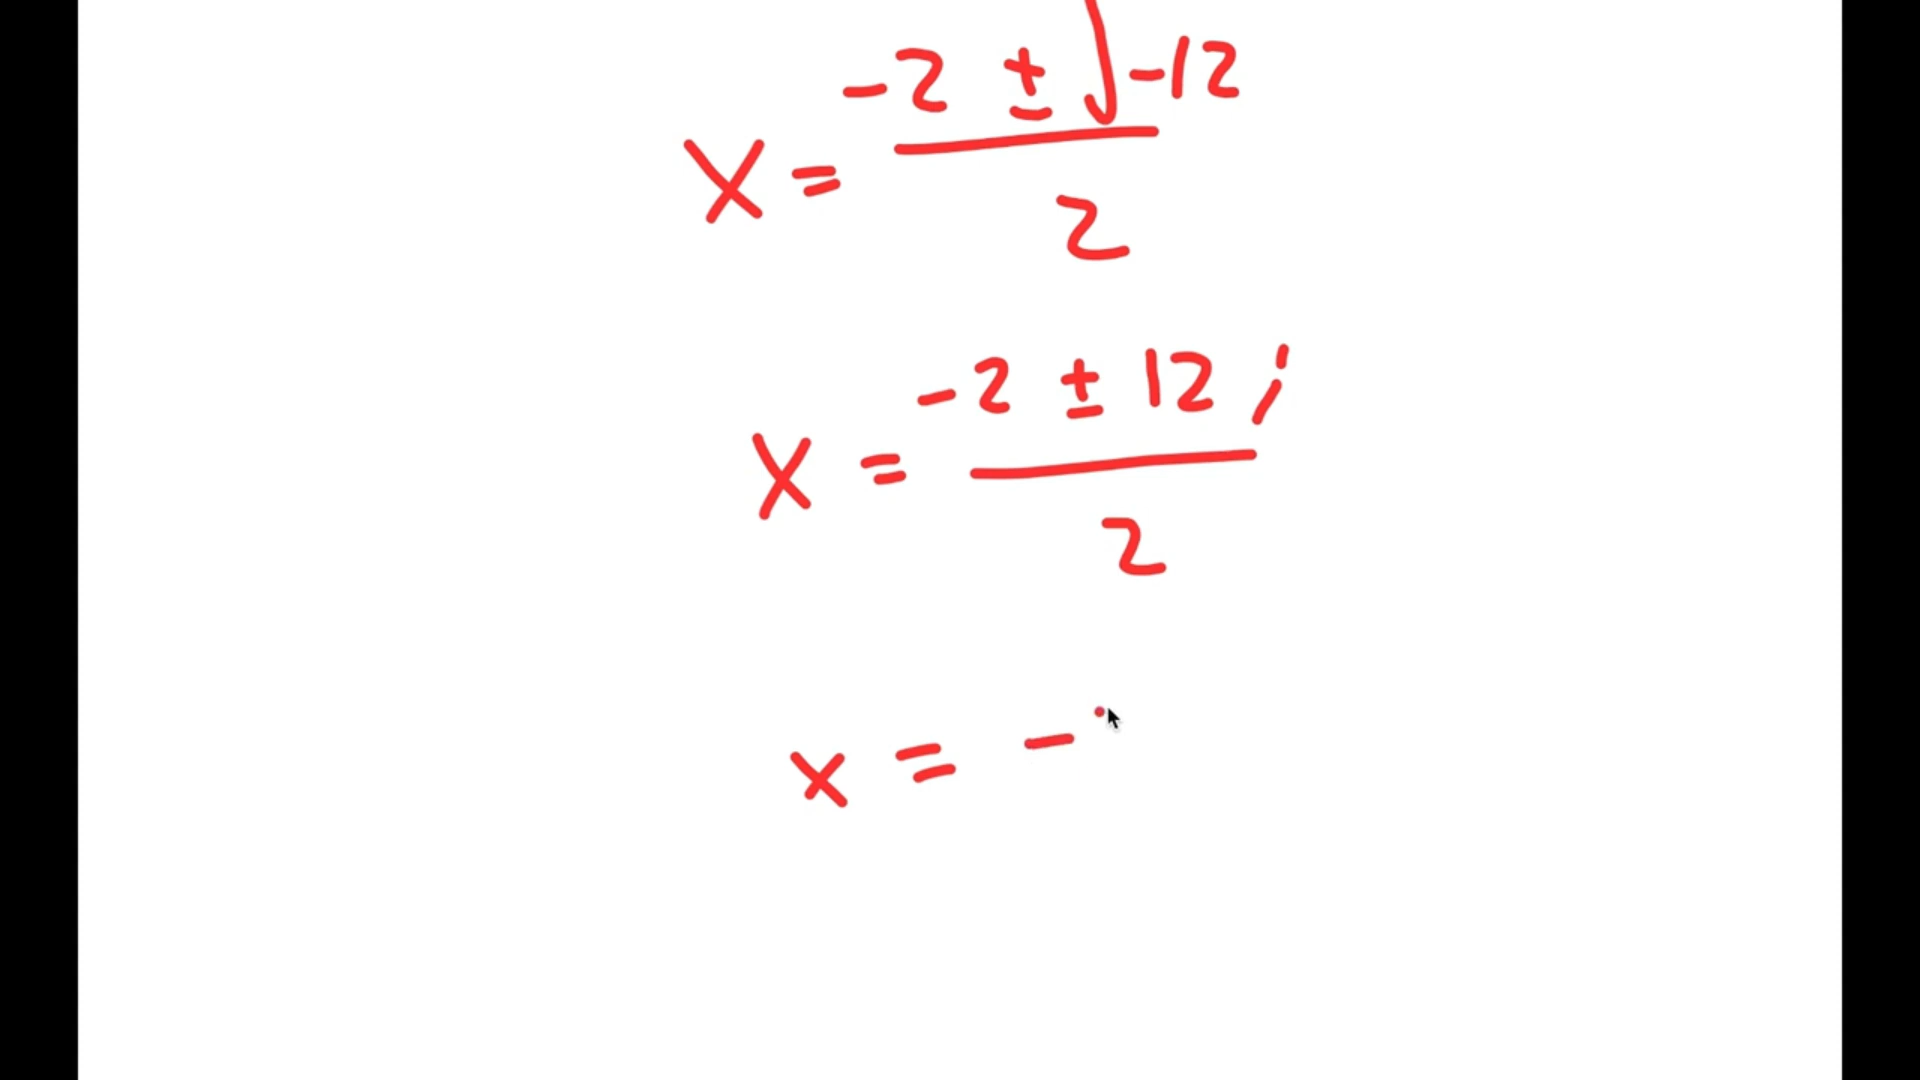 -2 ± √-12
x =
2
-2 ± 12 i
x =
2
x = -